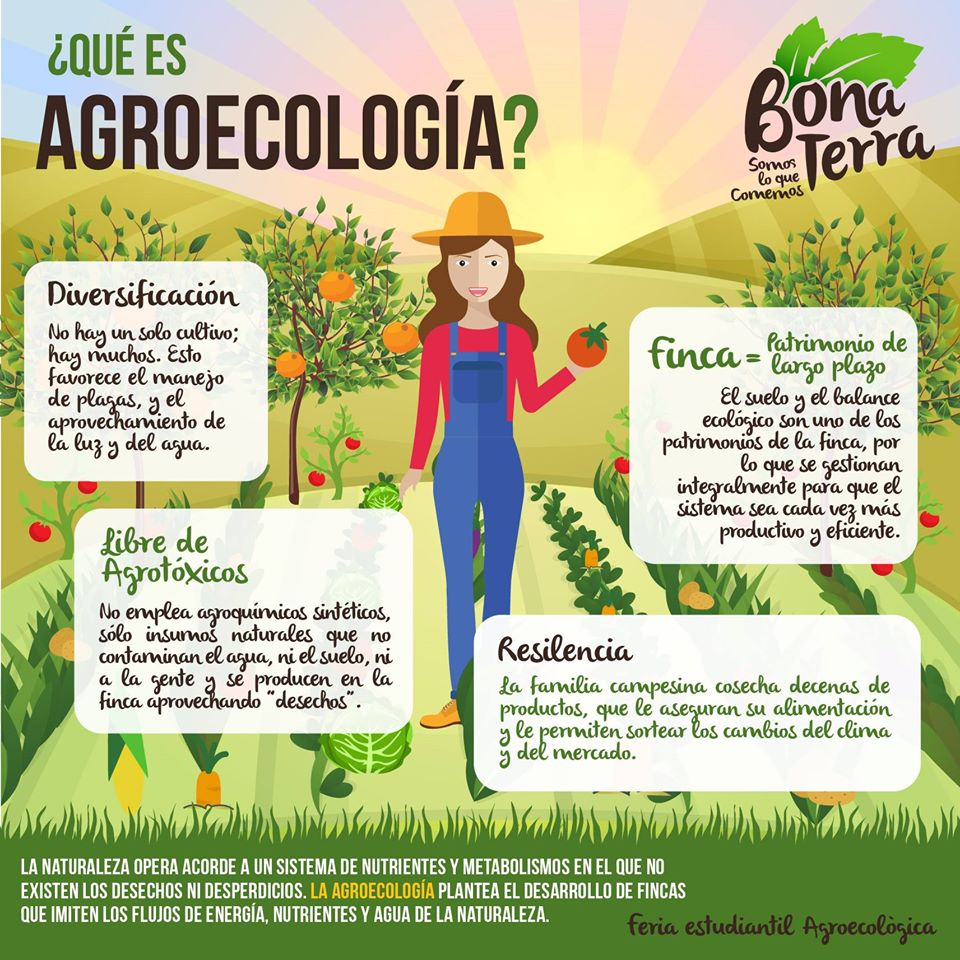 ¿QUÉ ES
AGROECOLOGÍA?
Bona
Terra
Somos
lo que
Comemos
Diversificación
No hay un solo cultivo;
hay muchos. Esto
favorece el manejo
de plagas, y el
aprovechamiento de
la luz y del agua.
Finca = Patrimonio de
largo plazo
El suelo y el balance
ecológico son uno de los
patrimonios de la finca, por
lo que se gestionan
integralmente para que el
sistema sea cada vez más
productivo y eficiente.
Libre de
Agrotóxicos
No emplea agroquímicos sintéticos,
sólo insumos naturales que no
contaminan el agua, ni el suelo, ni
a la gente y se producen en la
finca aprovechando "desechos".
Resilencia
La familia campesina cosecha decenas de
productos, que le aseguran su alimentación
y le permiten sortear los cambios del clima
y del mercado.
LA NATURALEZA OPERA ACORDE A UN SISTEMA DE NUTRIENTES Y METABOLISMOS EN EL QUE NO
EXISTEN LOS DESECHOS NI DESPERDICIOS. LA AGROECOLOGÍA PLANTEA EL DESARROLLO DE FINCAS
QUE IMITEN LOS FLUJOS DE ENERGÍA, NUTRIENTES Y AGUA DE LA NATURALEZA.
Feria estudiantil Agroecològica